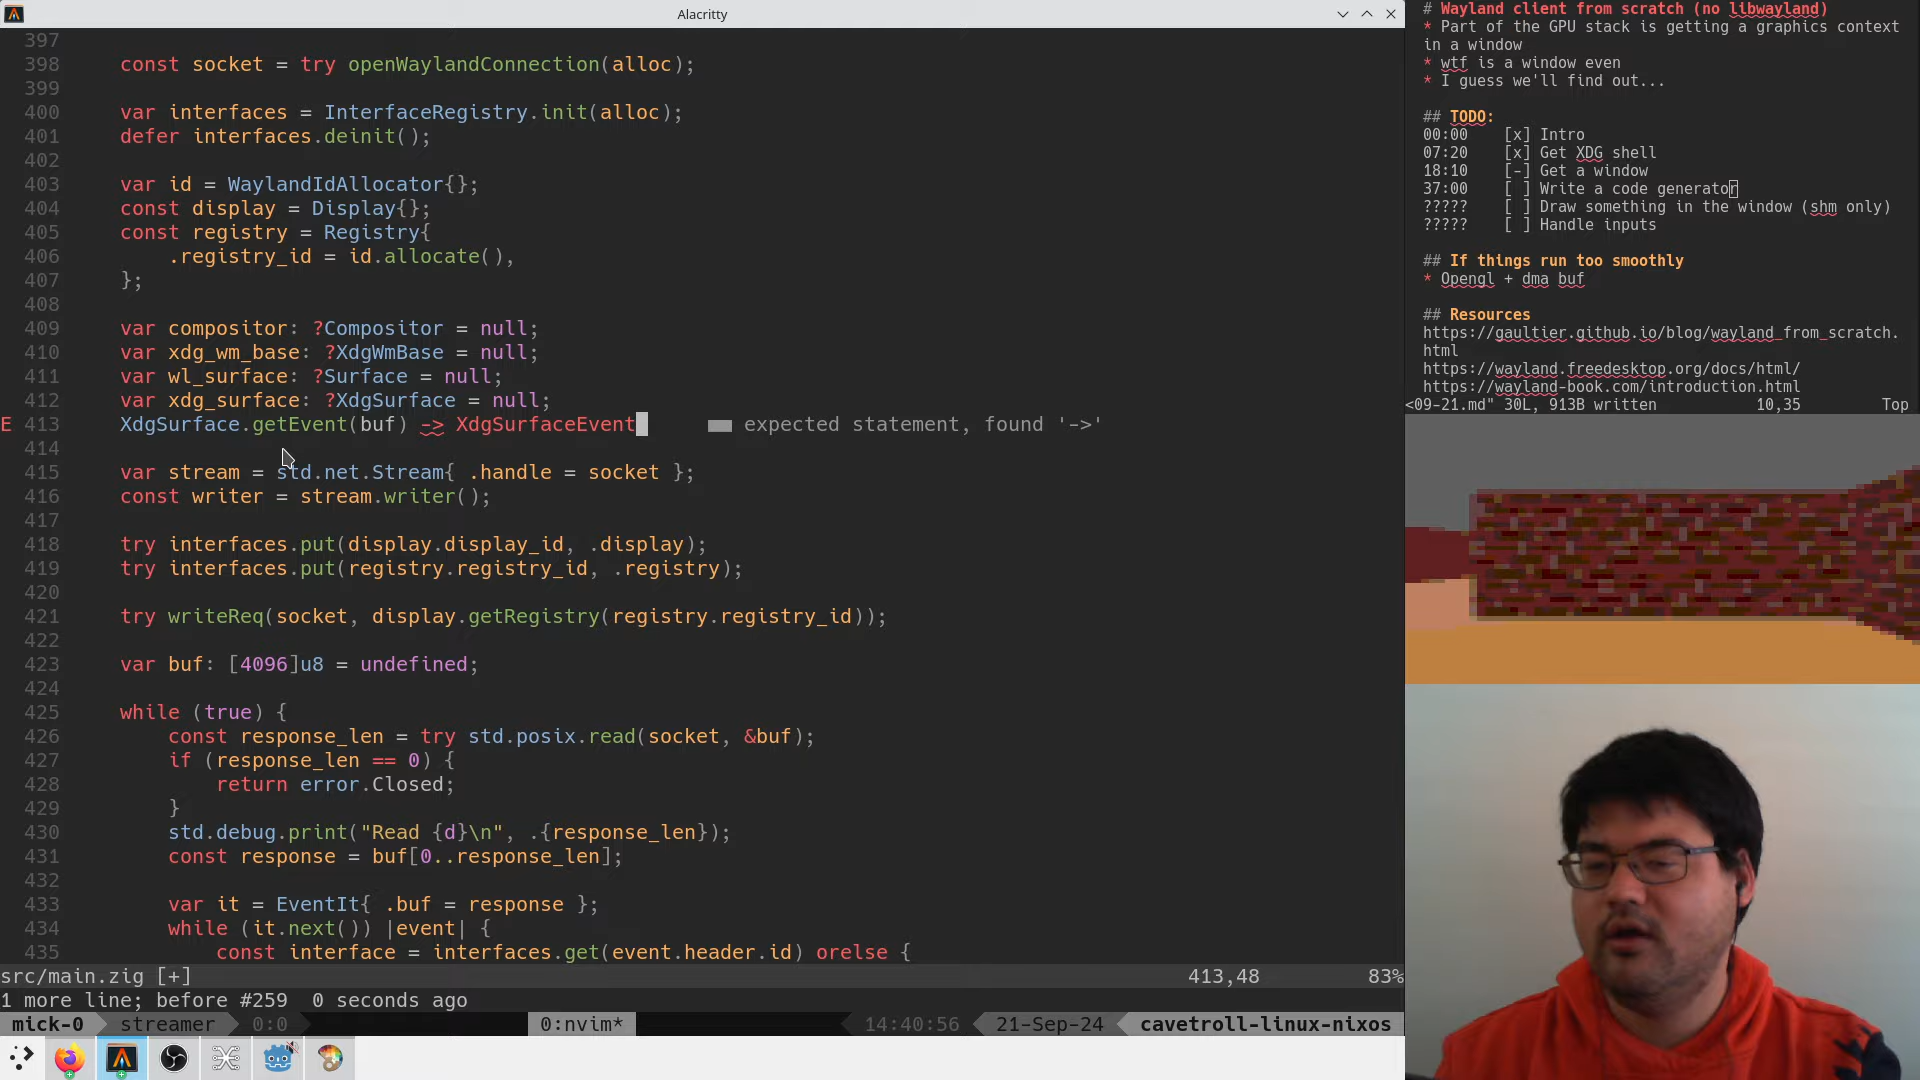 Alacritty
397
398 const socket = try openWaylandConnection(alloc);
399
400 var interfaces = InterfaceRegistry.init(alloc);
401 defer interfaces.deinit();
402
403 var id = WaylandIdAllocator{};
404 const display = Display{};
405 const registry = Registry{
406 .registry_id = id.allocate(),
407 };
408
409 var compositor: ?Compositor = null;
410 var xdg_wm_base: ?XdgWmBase = null;
411 var wl_surface: ?Surface = null;
412 var xdg_surface: ?XdgSurface = null;
E 413 XdgSurface.getEvent(buf) -> XdgSurfaceEvent expected statement, found '->'
414
415 var stream = std.net.Stream{ .handle = socket };
416 const writer = stream.writer();
417
418 try interfaces.put(display.display_id, .display);
419 try interfaces.put(registry.registry_id, .registry);
420
421 try writeReq(socket, display.getRegistry(registry.registry_id));
422
423 var buf: [4096]u8 = undefined;
424
425 while (true) {
426 const response_len = try std.posix.read(socket, &buf);
427 if (response_len == 0) {
428 return error.Closed;
429 }
430 std.debug.print("Read {d}\n", .{response_len});
431 const response = buf[0..response_len];
432
433 var it = EventIt{ .buf = response };
434 while (it.next()) |event| {
435 const interface = interfaces.get(event.header.id) orelse {
src/main.zig [+] 413,48 83%
1 more line; before #259 0 seconds ago
mick-0 streamer 0:0 0:nvim* 14:40:56 21-Sep-24 cavetroll-linux-nixos
# Wayland client from scratch (no libwayland)
* Part of the GPU stack is getting a graphics context
in a window
* wtf is a window even
* I guess we'll find out...
## TODO:
00:00 [x] Intro
07:20 [x] Get XDG shell
18:10 [-] Get a window
37:00 [ ] Write a code generator
????? [ ] Draw something in the window (shm only)
????? [ ] Handle inputs
## If things run too smoothly
* Opengl + dma buf
## Resources
https://gaultier.github.io/blog/wayland_from_scratch.
html
https://wayland.freedesktop.org/docs/html/
https://wayland-book.com/introduction.html
<09-21.md" 30L, 913B written 10,35 Top